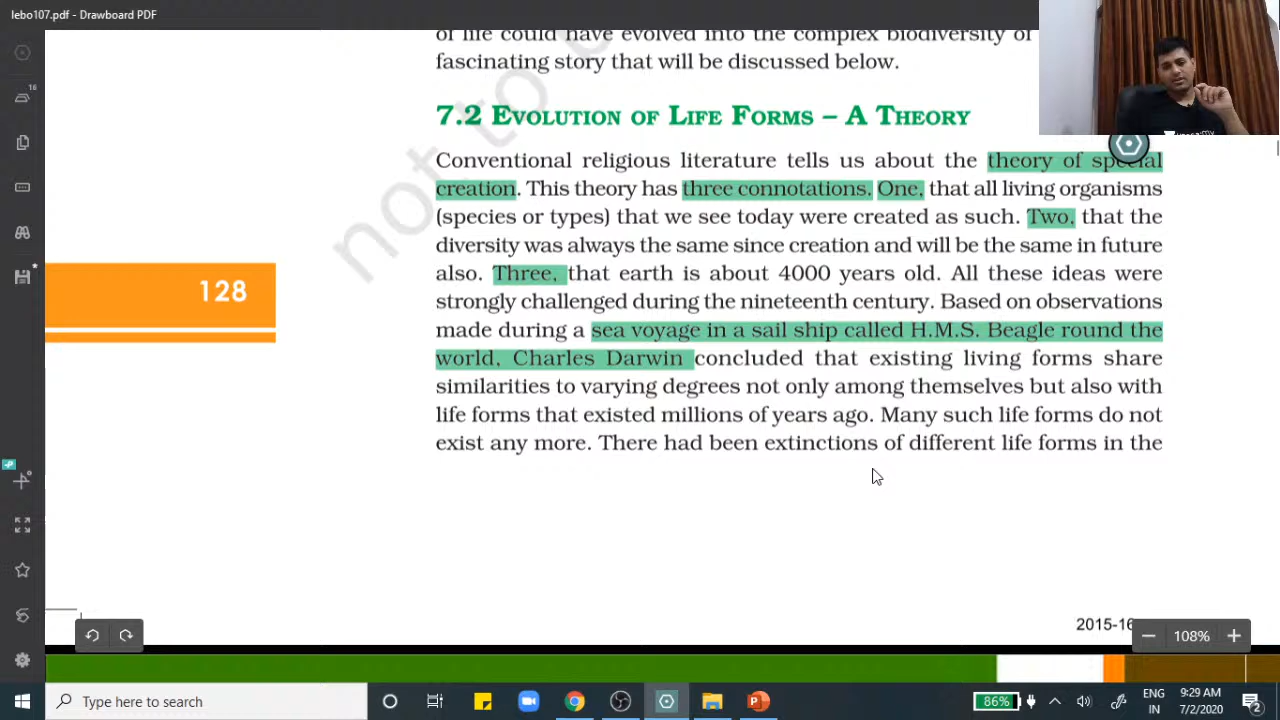 lebo107.pdf - Drawboard PDF
of life could have evolved into the complex biodiversity of
fascinating story that will be discussed below.
not to b
7.2 EVOLUTION OF LIFE FORMS – A THEORY
Conventional religious literature tells us about the theory of special
creation. This theory has three connotations. One, that all living organisms
(species or types) that we see today were created as such. Two, that the
diversity was always the same since creation and will be the same in future
also. Three, that earth is about 4000 years old. All these ideas were
strongly challenged during the nineteenth century. Based on observations
made during a sea voyage in a sail ship called H.M.S. Beagle round the
world, Charles Darwin concluded that existing living forms share
similarities to varying degrees not only among themselves but also with
life forms that existed millions of years ago. Many such life forms do not
exist any more. There had been extinctions of different life forms in the
128
18
2015-16
108%
Type here to search
86%
ENG
IN
9:29 AM
7/2/2020
2